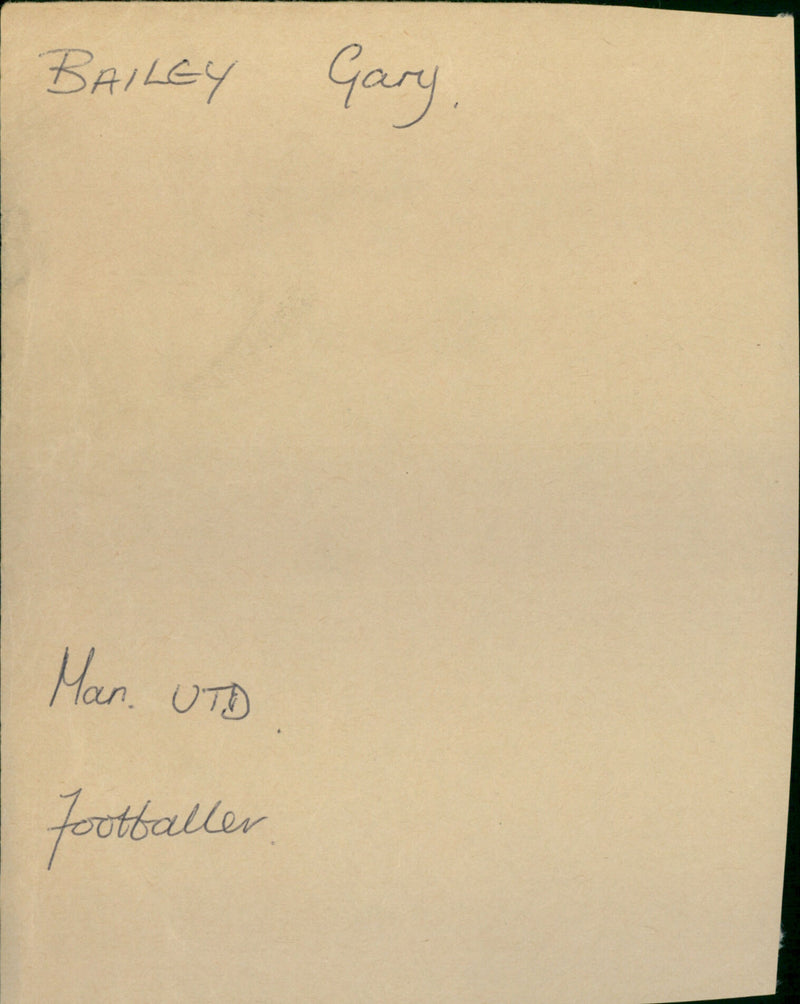 BAILEY Gary.
Man. UTD.
Footballer.